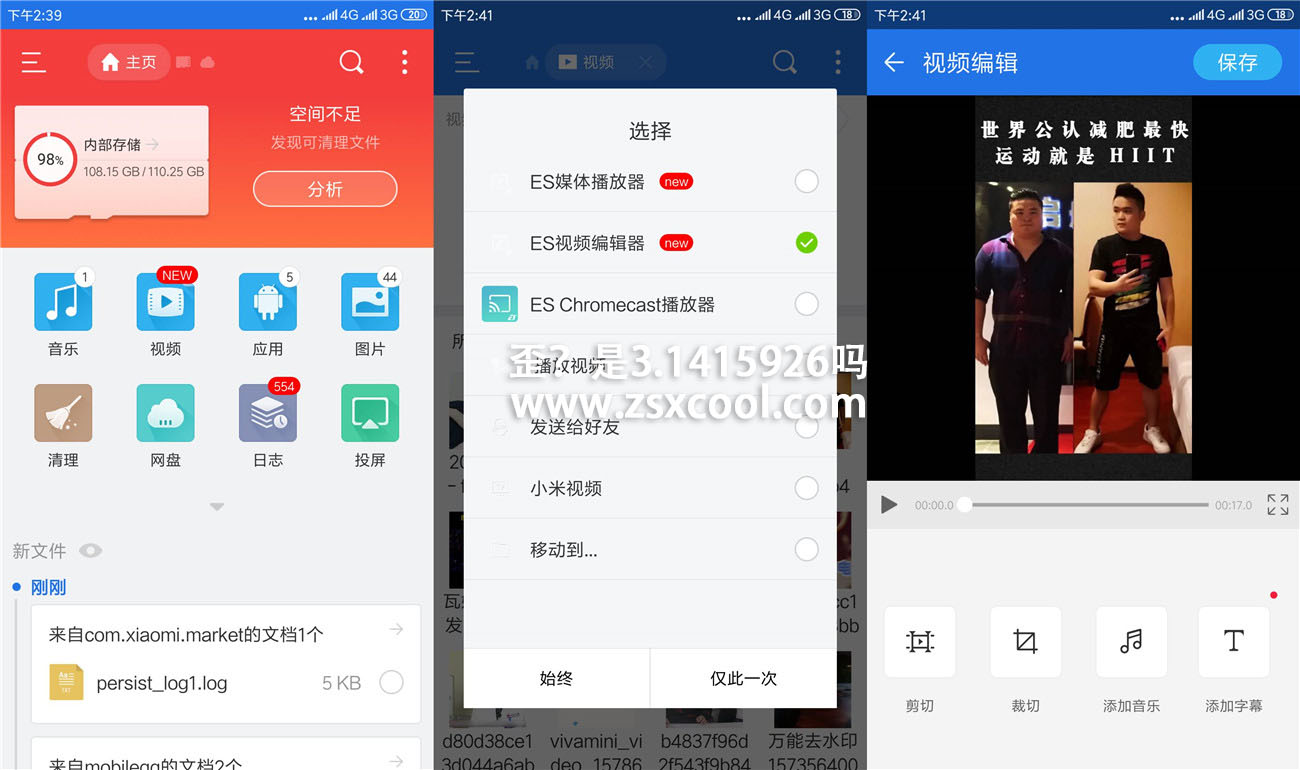 下午2:39
4G 3G 20
主页
空间不足
发现可清理文件
分析
98%
内部存储
108.15 GB / 110.25 GB
1
NEW
5
44
音乐
视频
应用
图片
554
清理
网盘
日志
投屏
新文件
刚刚
来自com.xiaomi.market的文档1个
persist_log1.log
5 KB
来自mobileqq的文档2个
下午2:41
4G 3G 18
视频
选择
ES媒体播放器 new
ES视频编辑器 new
ES Chromecast播放器
播放视频
发送给好友
小米视频
移动到...
始终
仅此一次
歪？是3.1415926吗
www.zsxcool.com
d80d38ce1
3d044a6ab
vivamini_vi
deo_15786
b4837f96d
2f543f9b84
万能去水印
157356400
下午2:41
4G 3G 18
视频编辑
保存
世界公认减肥最快
运动就是 HIIT
00:00.0
00:17.0
剪切
裁切
添加音乐
添加字幕